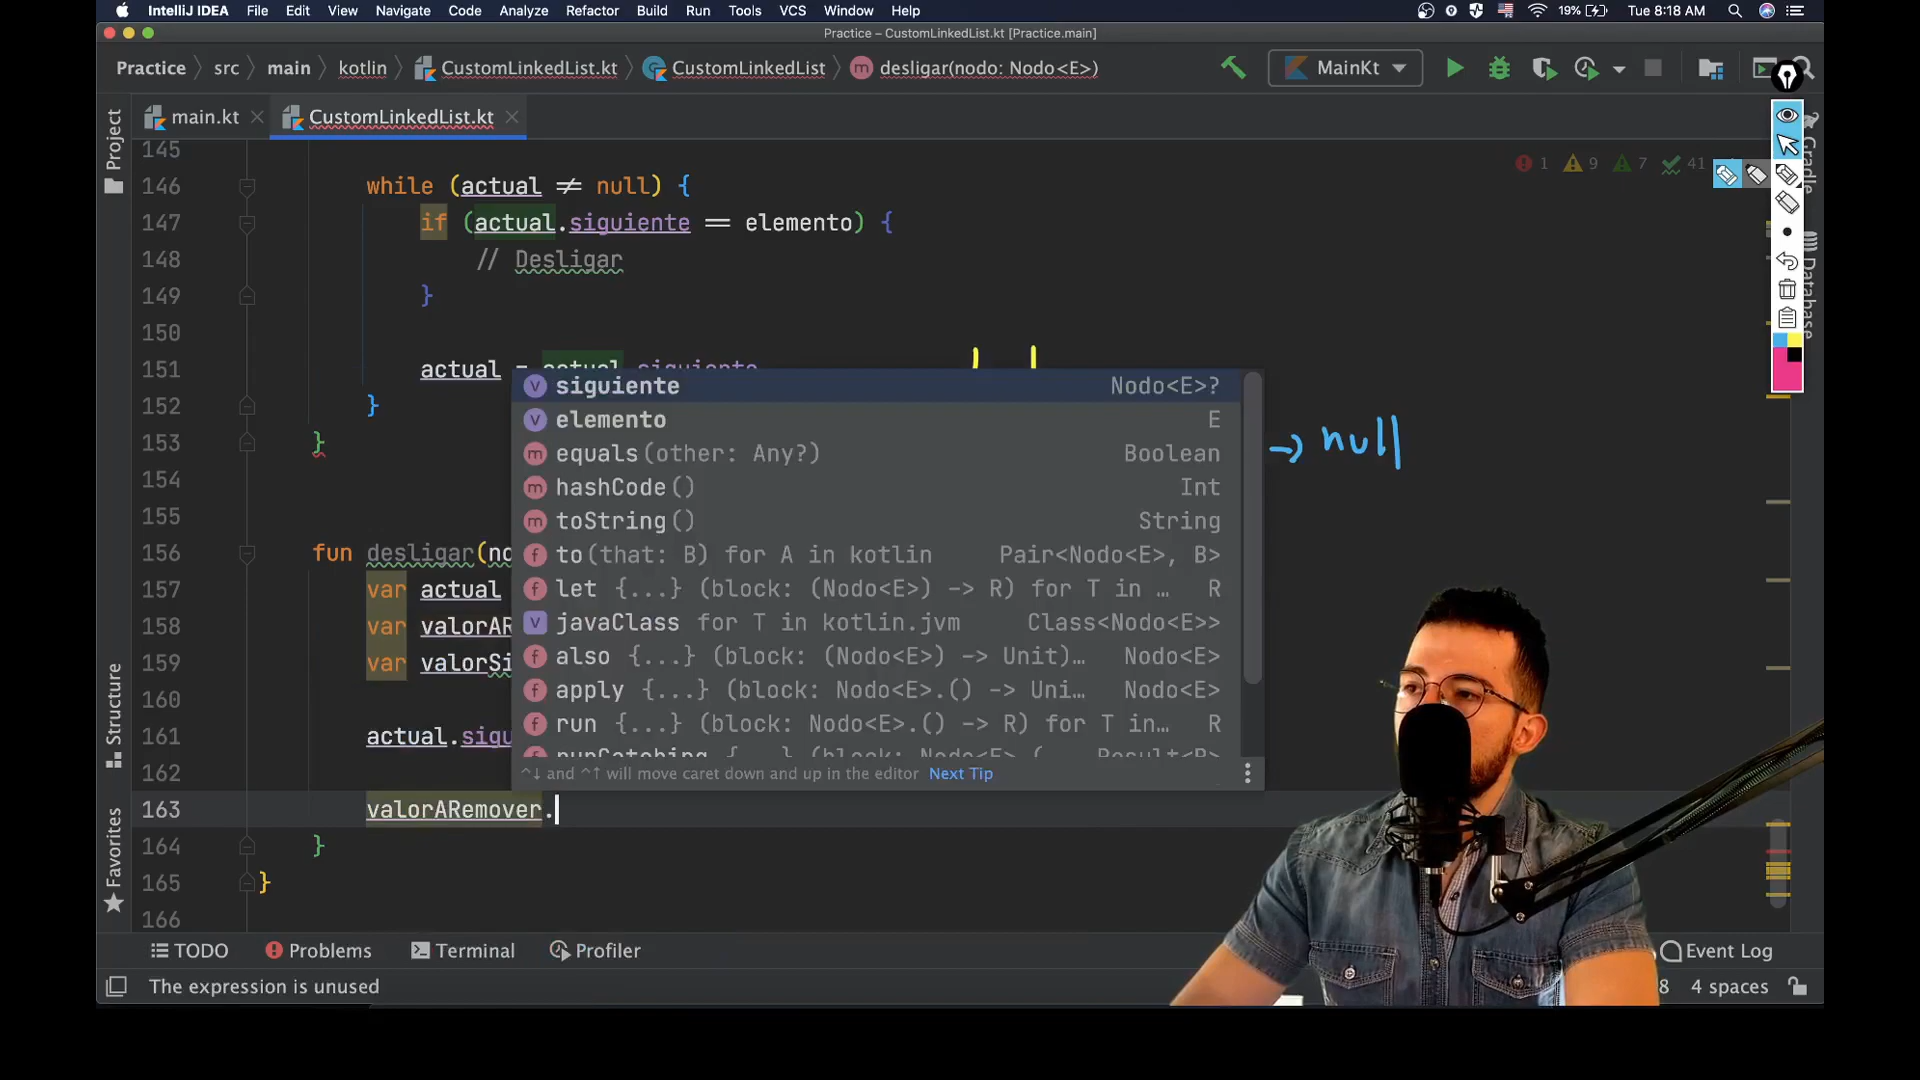 IntelliJ IDEA File Edit View Navigate Code Analyze Refactor Build Run Tools VCS Window Help 19% Tue 8:18 AM
Practice – CustomLinkedList.kt [Practice.main]
Practice src main kotlin CustomLinkedList.kt CustomLinkedList m desligar(nodo: Nodo<E>) MainKt
Project main.kt CustomLinkedList.kt
145
1 9 7 41
146 while (actual ≠ null) {
147 if (actual.siguiente == elemento) {
148 // Desligar
149 }
150
151 actual = actual.siguiente
siguiente Nodo<E>?
152 }
elemento E
153 }
equals(other: Any?) Boolean
→ null
154
hashCode() Int
155
toString() String
156 fun desligar(no
to(that: B) for A in kotlin Pair<Nodo<E>, B>
157 var actual
let {...} (block: (Nodo<E>) -> R) for T in … R
158 var valorAR
javaClass for T in kotlin.jvm Class<Nodo<E>>
159 var valorSi
also {...} (block: (Nodo<E>) -> Unit)… Nodo<E>
160
apply {...} (block: Nodo<E>.() -> Uni… Nodo<E>
161 actual.sigu
run {...} (block: Nodo<E>.() -> R) for T in… R
runCatching {...} (block: Nodo<E>.( … Result<R>
162
^↓ and ^↑ will move caret down and up in the editor Next Tip
163 valorARemover.
164 }
165 }
166
Structure
Favorites
Gradle
Database
TODO Problems Terminal Profiler Event Log
The expression is unused 8 4 spaces